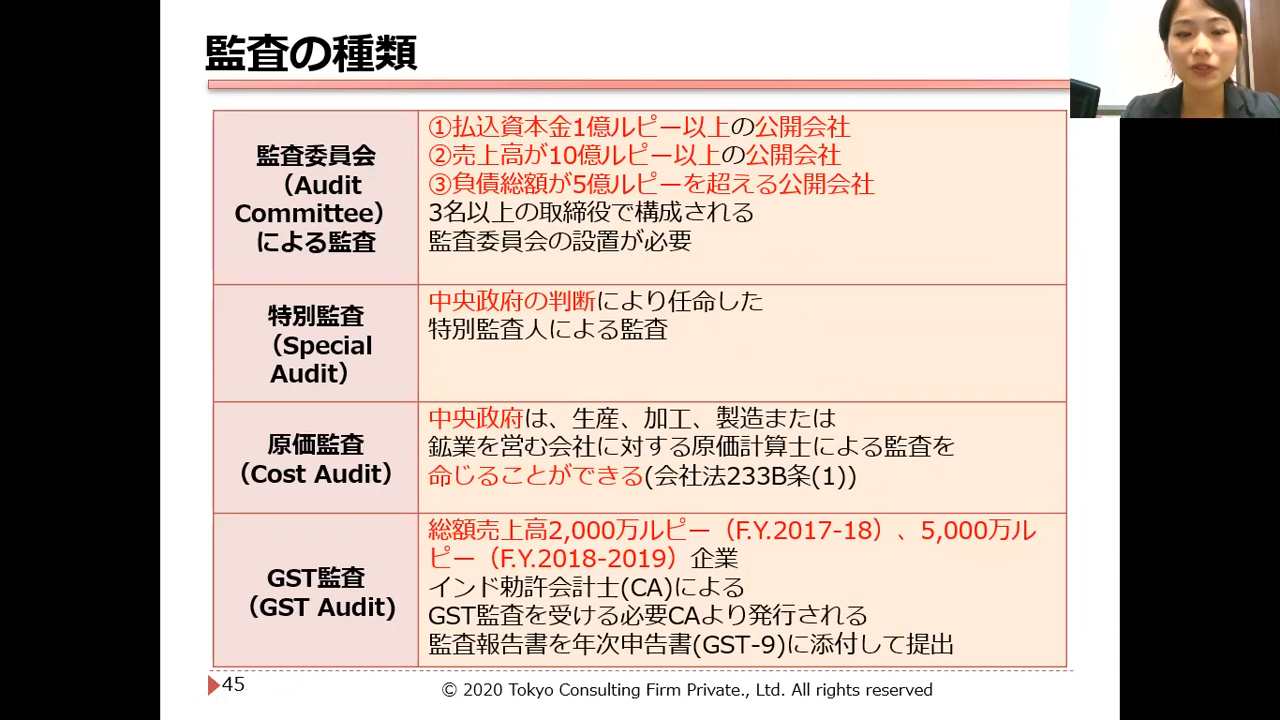 監査の種類
監査委員会
（Audit
Committee）
による監査
①払込資本金1億ルピー以上の公開会社
②売上高が10億ルピー以上の公開会社
③負債総額が5億ルピーを超える公開会社
3名以上の取締役で構成される
監査委員会の設置が必要
特別監査
（Special
Audit）
中央政府の判断により任命した
特別監査人による監査
原価監査
（Cost Audit）
中央政府は、生産、加工、製造または
鉱業を営む会社に対する原価計算士による監査を
命じることができる(会社法233B条(1))
GST監査
（GST Audit)
総額売上高2,000万ルピー（F.Y.2017-18）、5,000万ル
ピー（F.Y.2018-2019）企業
インド勅許会計士(CA)による
GST監査を受ける必要CAより発行される
監査報告書を年次申告書(GST-9)に添付して提出
45
© 2020 Tokyo Consulting Firm Private., Ltd. All rights reserved